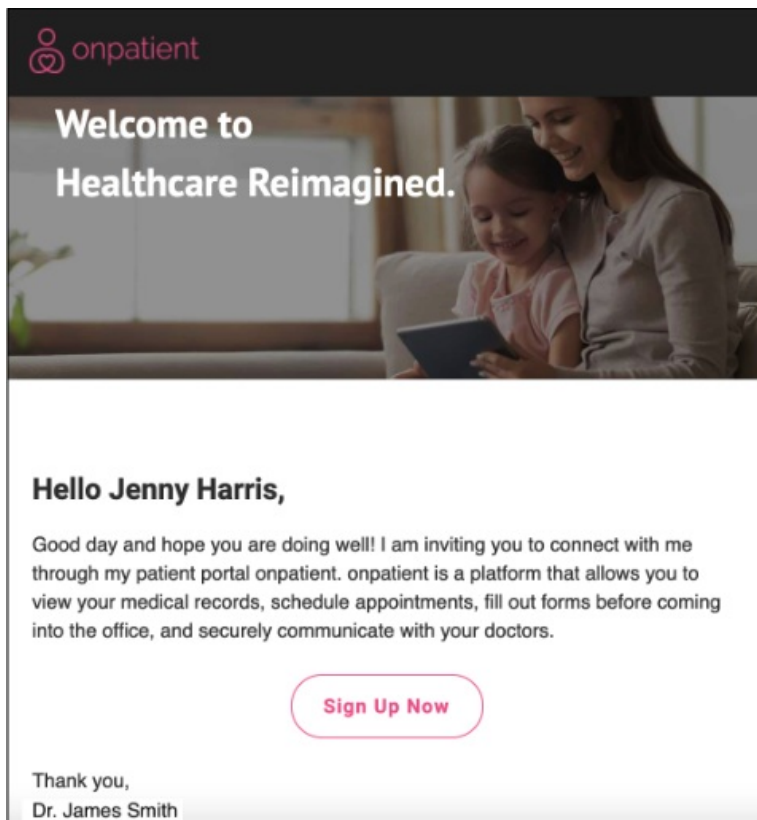 onpatient
Welcome to
Healthcare Reimagined.
Hello Jenny Harris,
Good day and hope you are doing well! I am inviting you to connect with me
through my patient portal onpatient. onpatient is a platform that allows you to
view your medical records, schedule appointments, fill out forms before coming
into the office, and securely communicate with your doctors.
Sign Up Now
Thank you,
Dr. James Smith